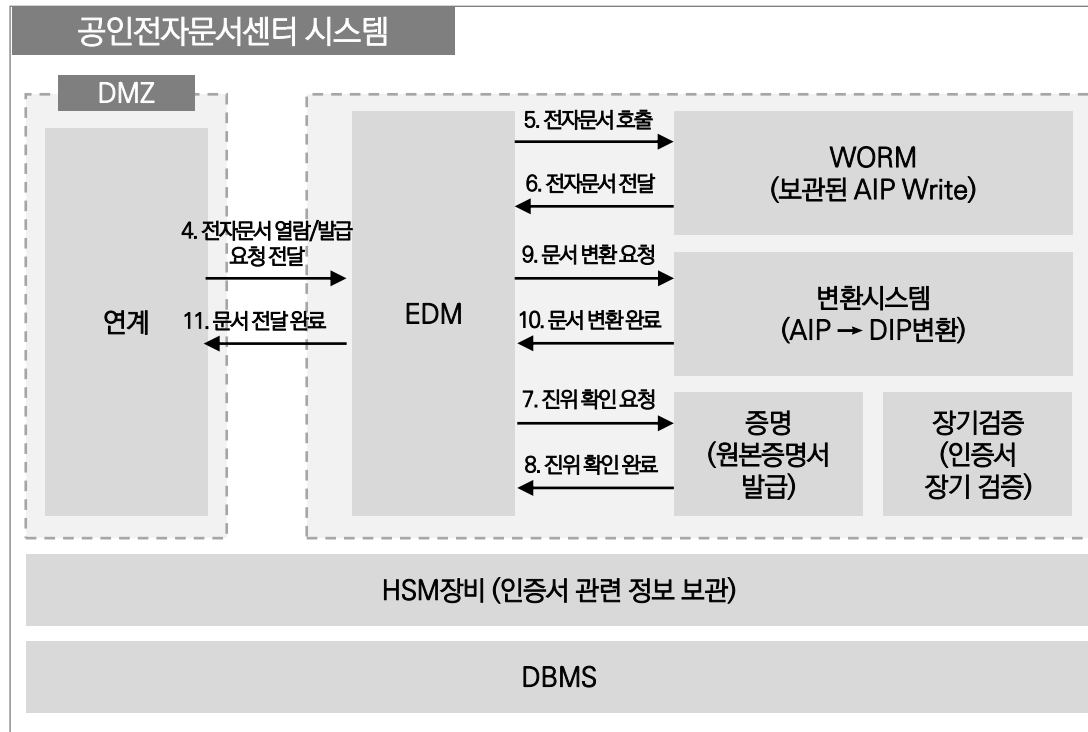 공인전자문서센터 시스템
DMZ
연계
4. 전자문서 열람/발급
요청 전달
11. 문서 전달 완료
EDM
5. 전자문서 호출
6. 전자문서 전달
WORM
(보관된 AIP Write)
9. 문서 변환 요청
10. 문서 변환 완료
변환시스템
(AIP → DIP변환)
7. 진위 확인 요청
8. 진위 확인 완료
증명
(원본증명서
발급)
장기검증
(인증서
장기 검증)
HSM장비 (인증서 관련 정보 보관)
DBMS